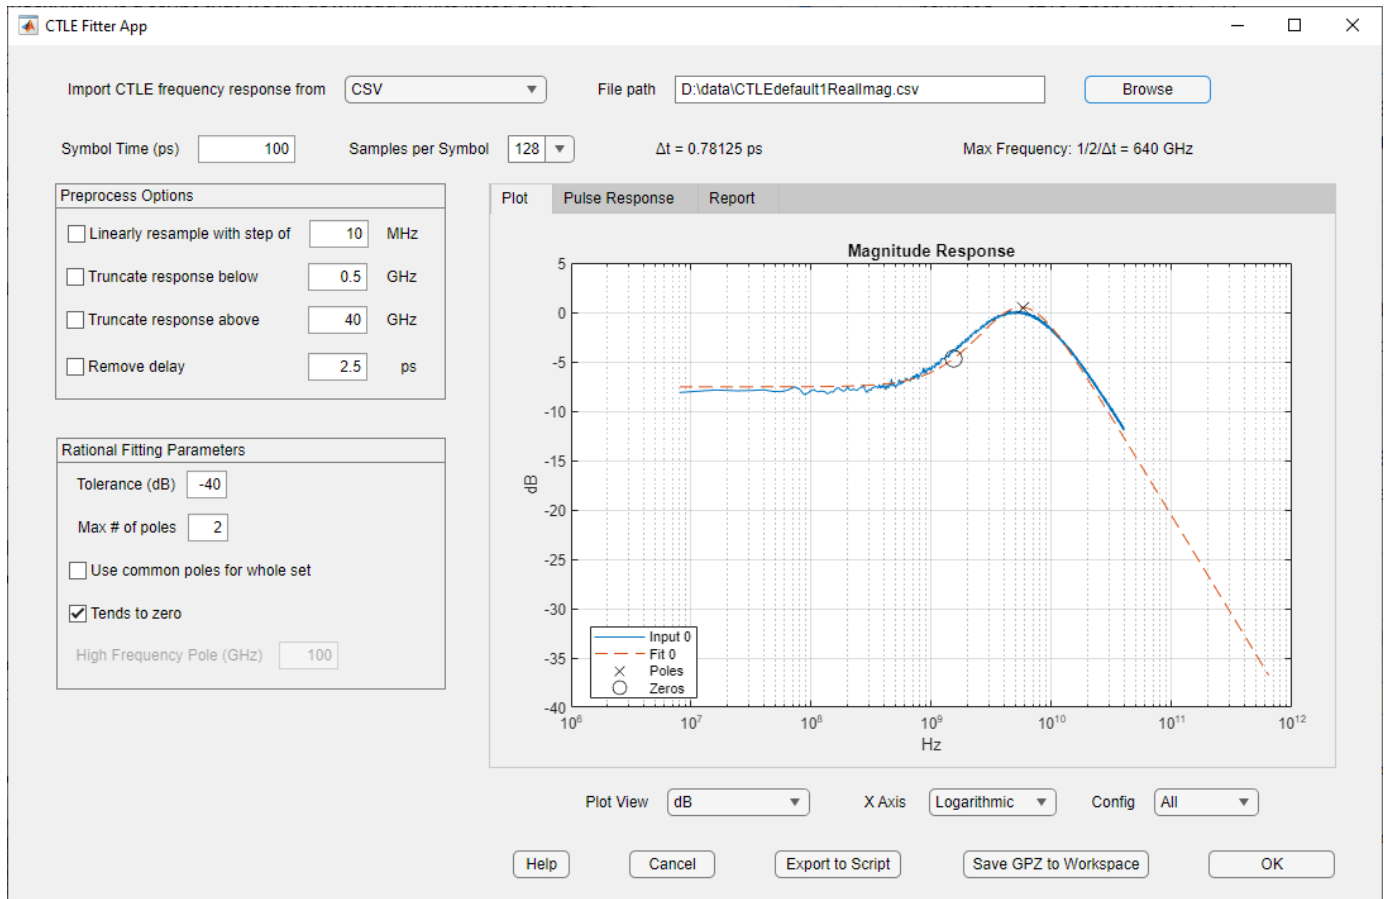 CTLE Fitter App
Import CTLE frequency response from CSV File path D:\data\CTLEdefault1RealImag.csv Browse
Symbol Time (ps) 100 Samples per Symbol 128 Δt = 0.78125 ps Max Frequency: 1/2/Δt = 640 GHz
Preprocess Options
Linearly resample with step of 10 MHz
Truncate response below 0.5 GHz
Truncate response above 40 GHz
Remove delay 2.5 ps
Rational Fitting Parameters
Tolerance (dB) -40
Max # of poles 2
Use common poles for whole set
Tends to zero
High Frequency Pole (GHz) 100
Plot Pulse Response Report
Magnitude Response
5
0
-5
-10
-15
-20
-25
-30
-35
-40
dB
Input 0
Fit 0
Poles
Zeros
10⁶ 10⁷ 10⁸ 10⁹ 10¹⁰ 10¹¹ 10¹²
Hz
Plot View dB X Axis Logarithmic Config All
Help Cancel Export to Script Save GPZ to Workspace OK